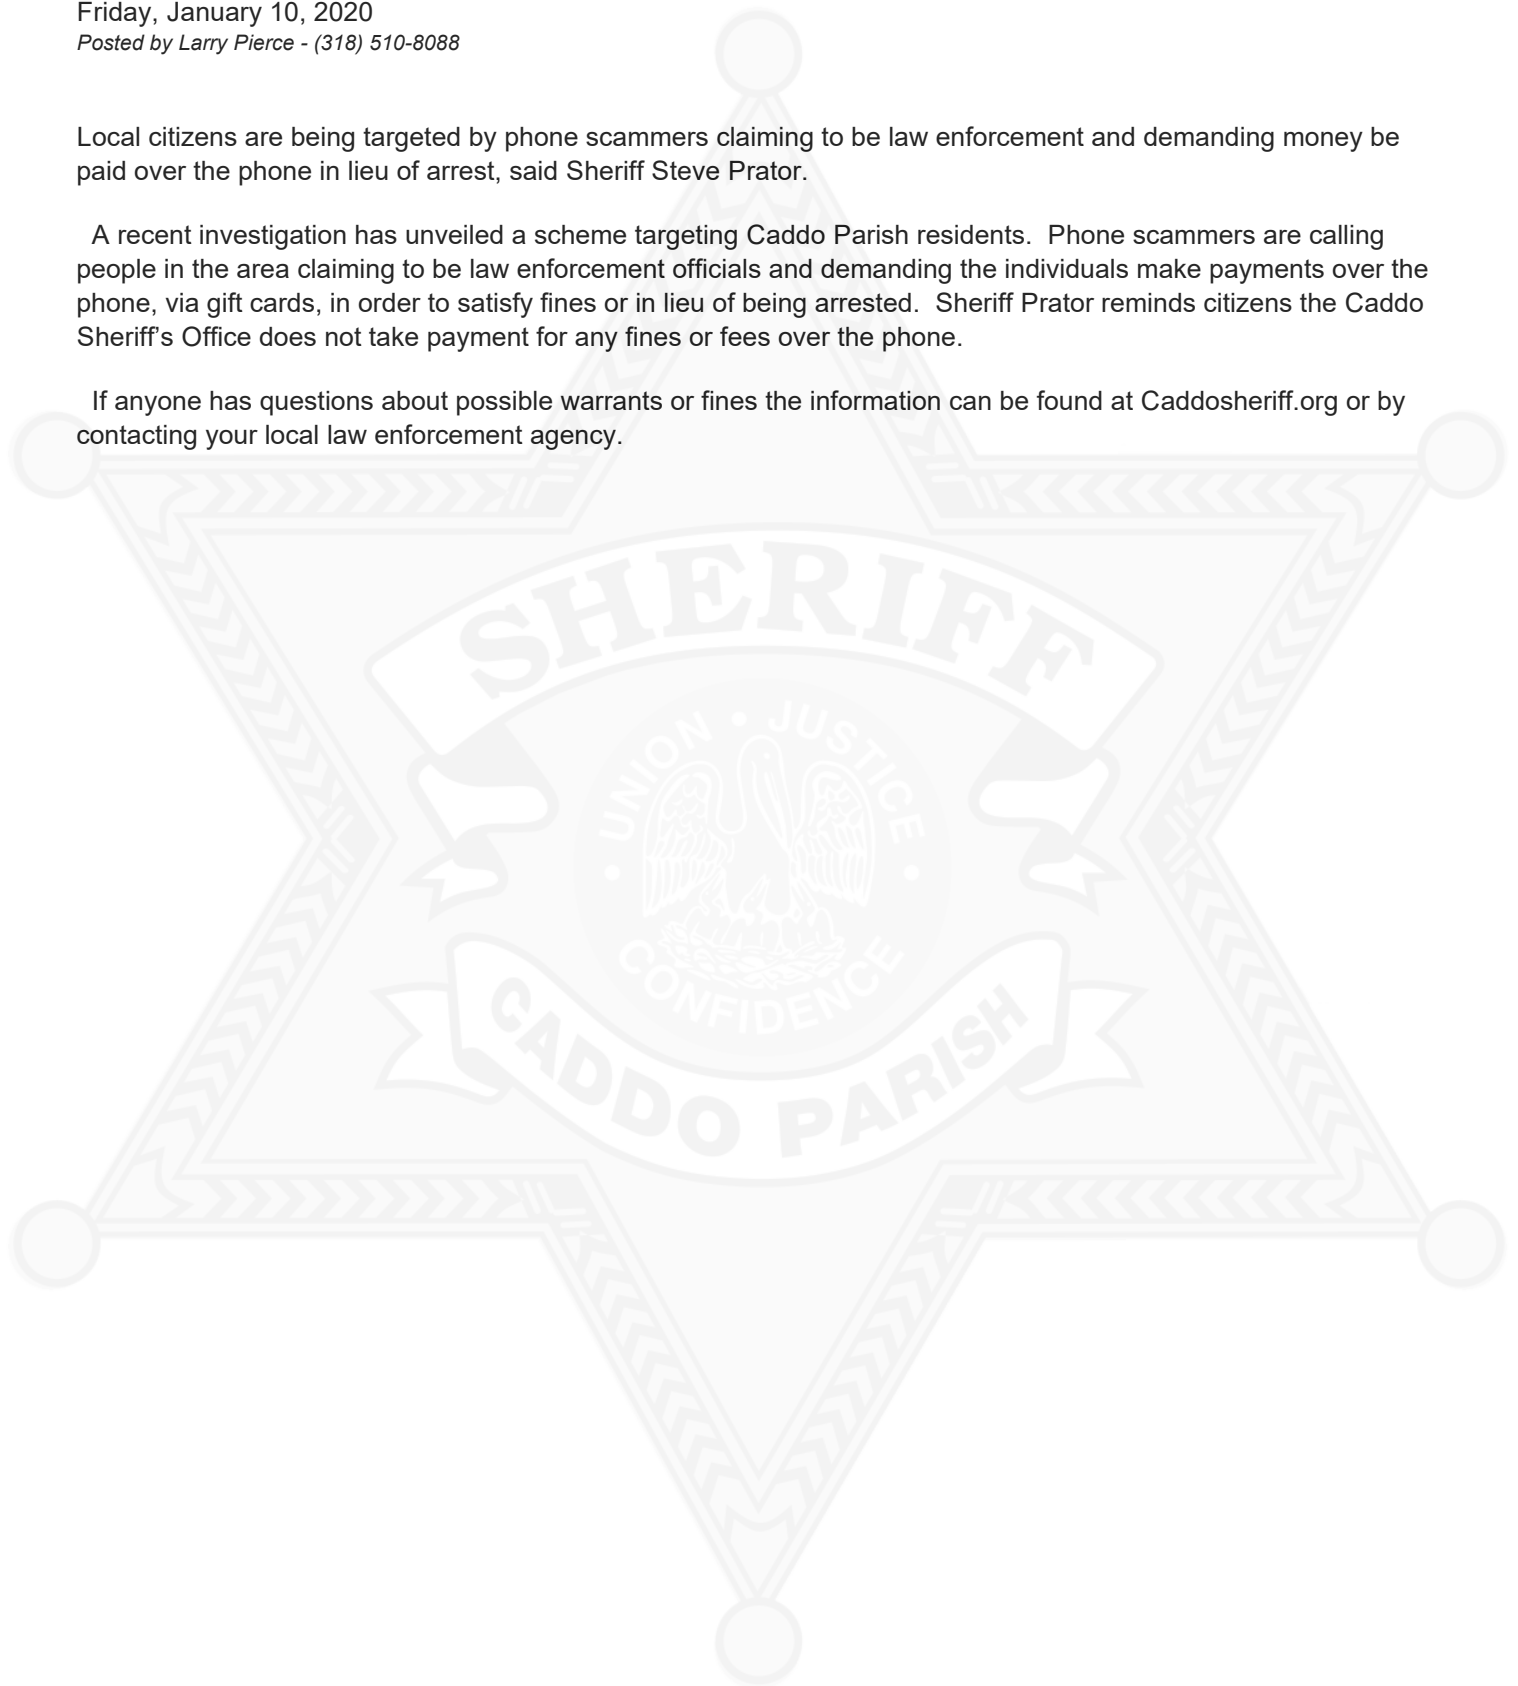 Friday, January 10, 2020
Posted by Larry Pierce - (318) 510-8088
Local citizens are being targeted by phone scammers claiming to be law enforcement and demanding money be
paid over the phone in lieu of arrest, said Sheriff Steve Prator.
A recent investigation has unveiled a scheme targeting Caddo Parish residents.  Phone scammers are calling
people in the area claiming to be law enforcement officials and demanding the individuals make payments over the
phone, via gift cards, in order to satisfy fines or in lieu of being arrested.  Sheriff Prator reminds citizens the Caddo
Sheriff’s Office does not take payment for any fines or fees over the phone.
If anyone has questions about possible warrants or fines the information can be found at Caddosheriff.org or by
contacting your local law enforcement agency.
SHERIFF
UNION • JUSTICE
• CONFIDENCE •
CADDO PARISH